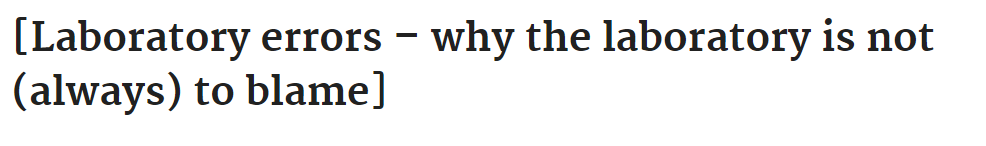 [Laboratory errors – why the laboratory is not
(always) to blame]